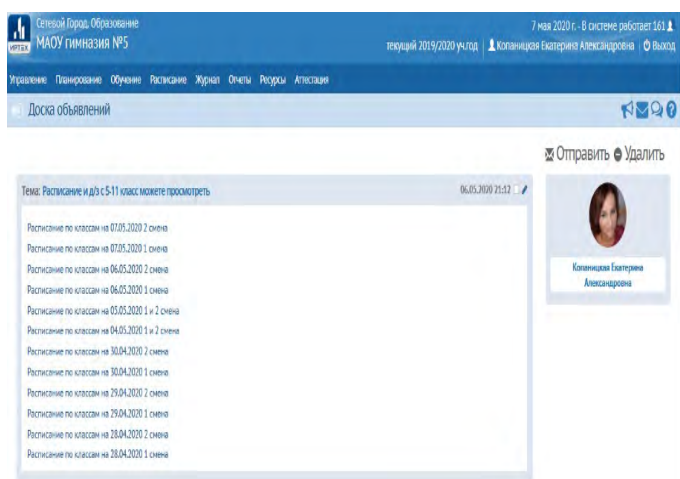 Сетевой Город. Образование
МАОУ гимназия №5
ИРТЕХ
7 мая 2020 г. - В системе работает 161
текущий 2019/2020 уч.год Копаницкая Екатерина Александровна Выход
Управление Планирование Обучение Расписание Журнал Отчеты Ресурсы Аттестация
Доска объявлений
Отправить Удалить
Тема: Расписание и д/з с 5-11 класс можете просмотреть 06.05.2020 21:12
Расписание по классам на 07.05.2020 2 смена
Расписание по классам на 07.05.2020 1 смена
Расписание по классам на 06.05.2020 2 смена
Расписание по классам на 06.05.2020 1 смена
Расписание по классам на 05.05.2020 1 и 2 смена
Расписание по классам на 04.05.2020 1 и 2 смена
Расписание по классам на 30.04.2020 2 смена
Расписание по классам на 30.04.2020 1 смена
Расписание по классам на 29.04.2020 2 смена
Расписание по классам на 29.04.2020 1 смена
Расписание по классам на 28.04.2020 2 смена
Расписание по классам на 28.04.2020 1 смена
Копаницкая Екатерина
Александровна